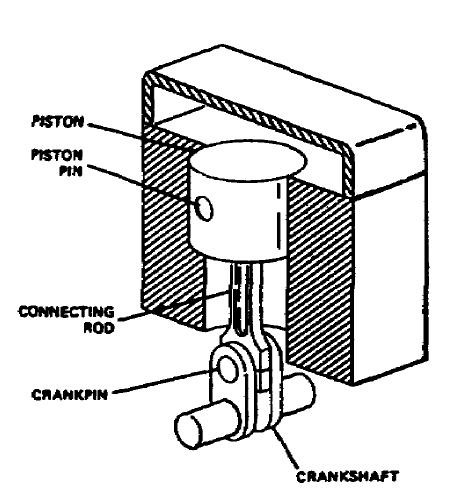 PISTON
PISTON
PIN
CONNECTING
ROD
CRANKPIN
CRANKSHAFT